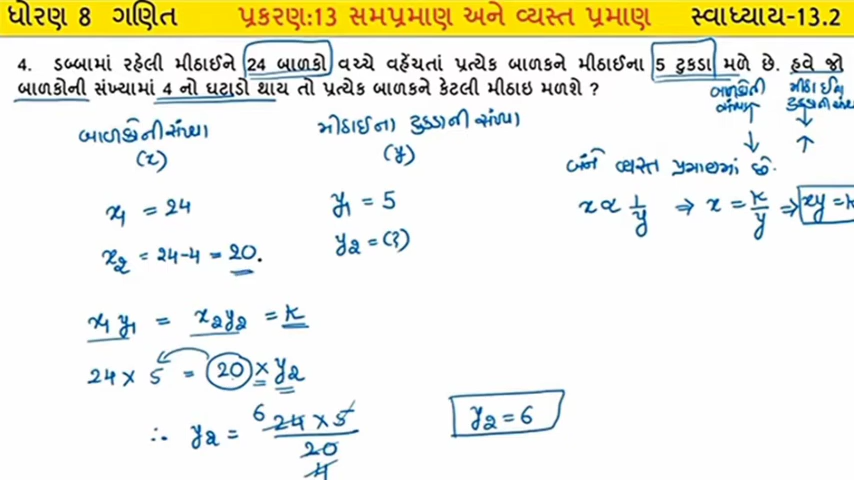 ધોરણ 8 ગણિત પ્રકરણ:13 સમપ્રમાણ અને વ્યસ્ત પ્રમાણ સ્વાધ્યાય-13.2
4. ડબ્બામાં રહેલી મીઠાઈને 24 બાળકો વચ્ચે વહેંચતાં પ્રત્યેક બાળકને મીઠાઈના 5 ટુકડા મળે છે. હવે જો
બાળકોની સંખ્યામાં 4 નો ઘટાડો થાય તો પ્રત્યેક બાળકને કેટલી મીઠાઇ મળશે ?
બાળકોની સંખ્યા
મીઠાઈના ટુકડાની સંખ્યા
બાળકોની સંખ્યા
મીઠાઈના ટુકડાની સંખ્યા
↓ ↓
↓ ↑
(x) (y)
બંને વ્યસ્ત પ્રમાણમાં છે.
x₁ = 24 y₁ = 5
x ∝ 1/y ⇒ x = k/y ⇒ xy = k
x₂ = 24-4 = 20. y₂ = (?)
x₁y₁ = x₂y₂ = k
24 × 5 = 20 × y₂
∴ y₂ = 6 24 × 5 / 20 4
y₂ = 6